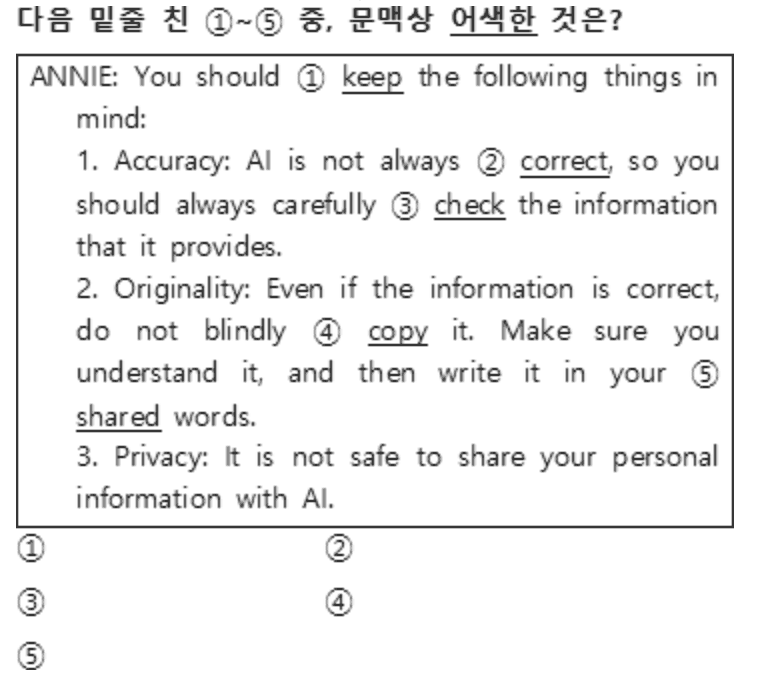 다음 밑줄 친 ①~⑤ 중, 문맥상 어색한 것은?
ANNIE: You should ① keep the following things in
mind:
1. Accuracy: AI is not always ② correct, so you
should always carefully ③ check the information
that it provides.
2. Originality: Even if the information is correct,
do not blindly ④ copy it. Make sure you
understand it, and then write it in your ⑤
shared words.
3. Privacy: It is not safe to share your personal
information with AI.
① ②
③ ④
⑤